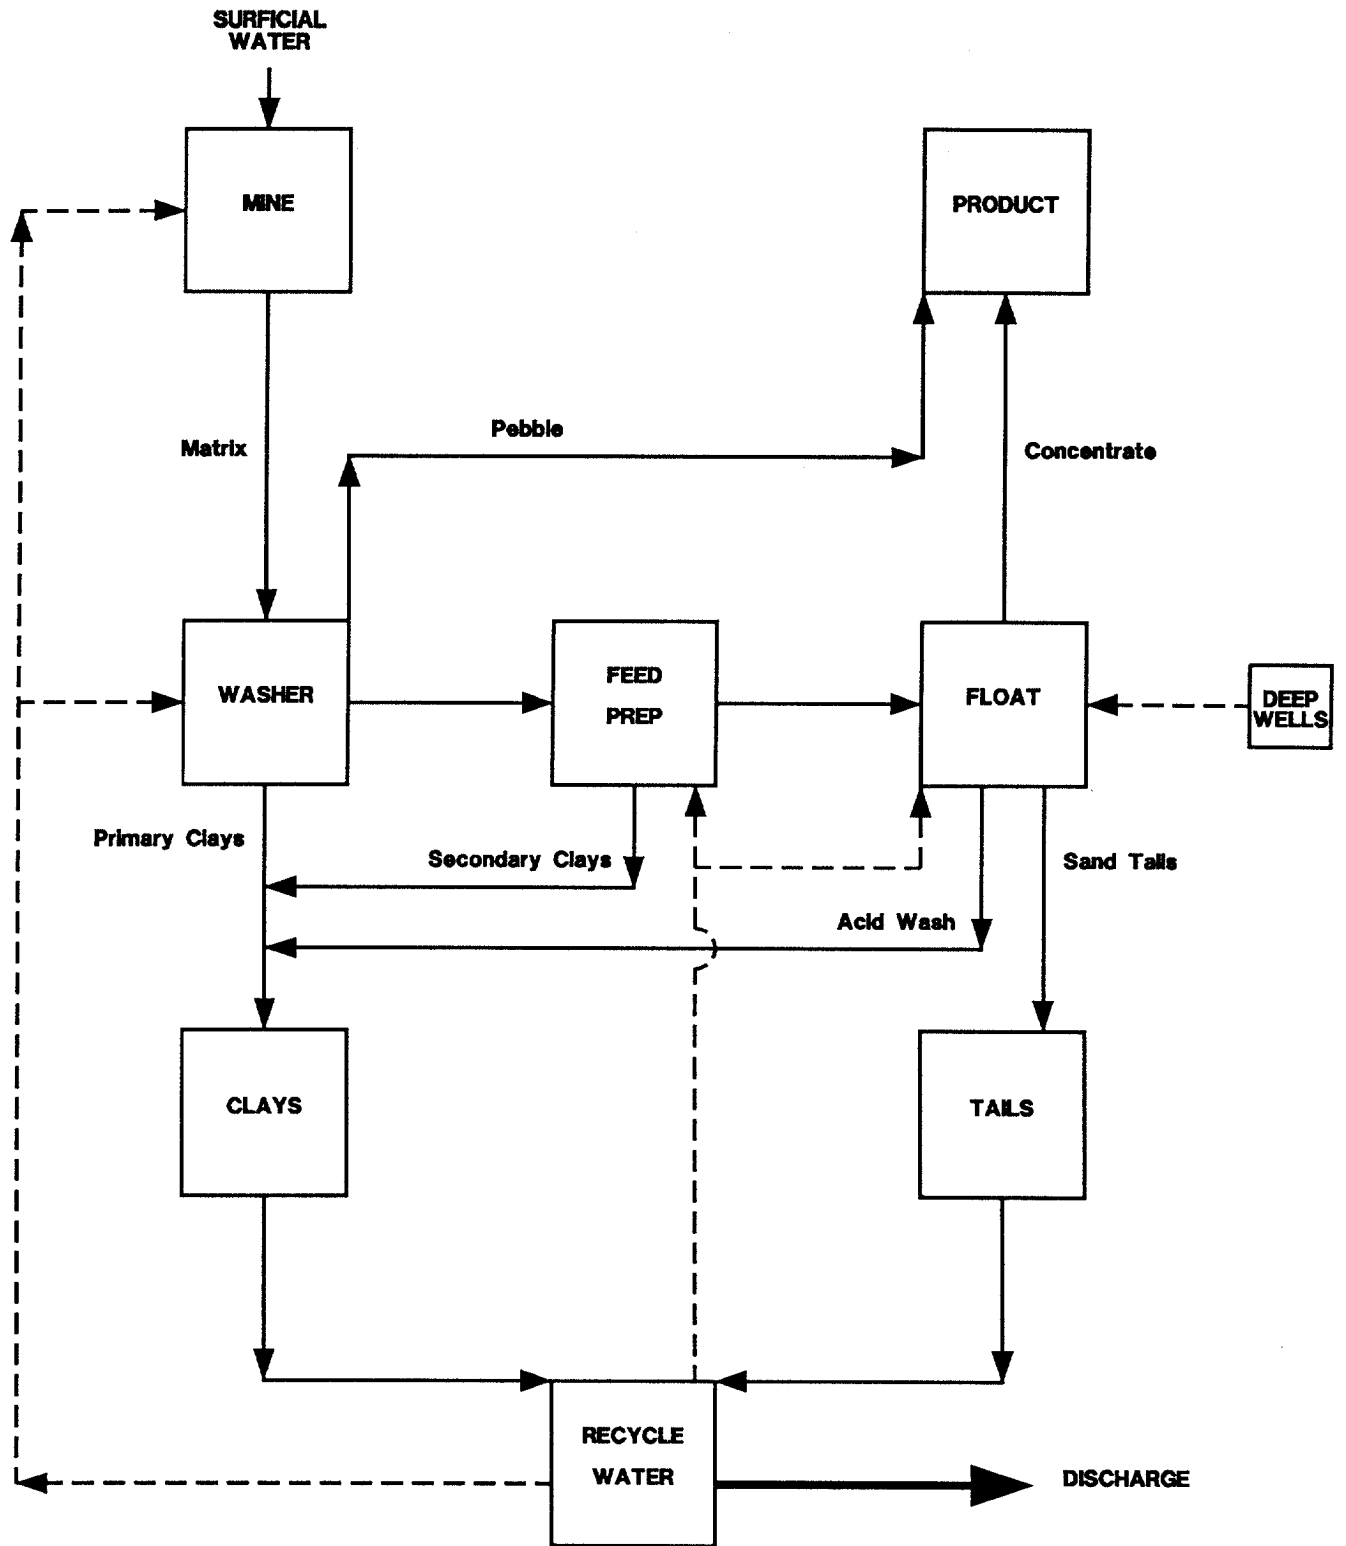 SURFICIAL
WATER
MINE
PRODUCT
Pebble
Matrix
Concentrate
WASHER
FEED
PREP
FLOAT
DEEP
WELLS
Primary Clays
Secondary Clays
Sand Tails
Acid Wash
CLAYS
TAILS
RECYCLE
WATER
DISCHARGE